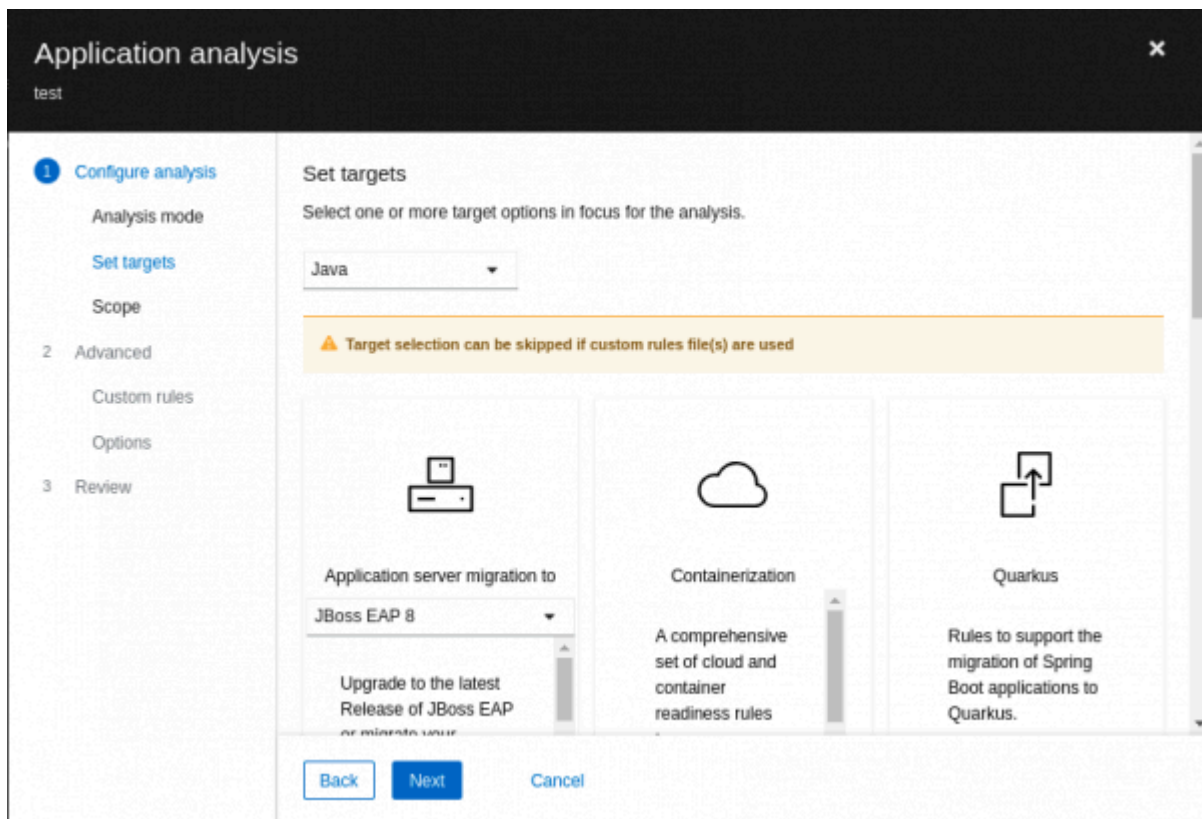 Application analysis
test
1 Configure analysis
Analysis mode
Set targets
Scope
2 Advanced
Custom rules
Options
3 Review
Set targets
Select one or more target options in focus for the analysis.
Java
Target selection can be skipped if custom rules file(s) are used
Application server migration to
JBoss EAP 8
Upgrade to the latest
Release of JBoss EAP
or migrate your
Containerization
A comprehensive
set of cloud and
container
readiness rules
Quarkus
Rules to support the
migration of Spring
Boot applications to
Quarkus.
Back
Next
Cancel